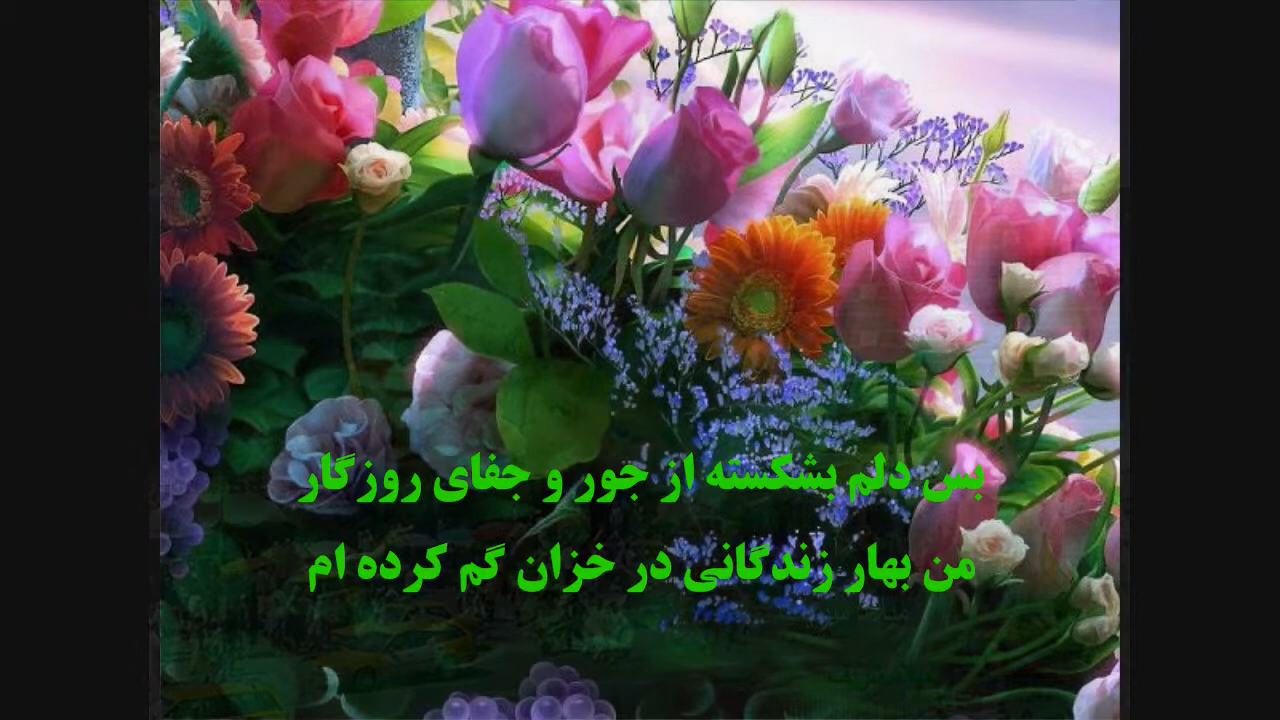 بس دلم بشکسته از جور و جفای روزگار
من بهار زندگانی در خزان گم کرده ام